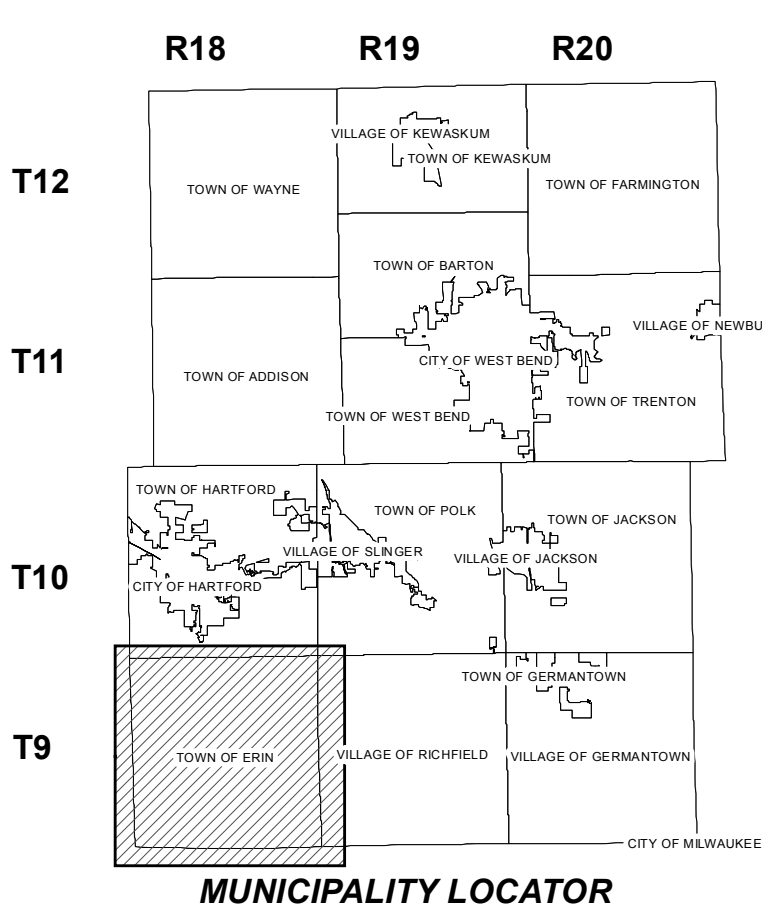 R18 R19 R20
T12
VILLAGE OF KEWASKUM
TOWN OF KEWASKUM
TOWN OF WAYNE
TOWN OF FARMINGTON
TOWN OF BARTON
VILLAGE OF NEWBU
T11
CITY OF WEST BEND
TOWN OF ADDISON
TOWN OF WEST BEND
TOWN OF TRENTON
TOWN OF HARTFORD
TOWN OF POLK
TOWN OF JACKSON
VILLAGE OF SLINGER
VILLAGE OF JACKSON
T10
CITY OF HARTFORD
TOWN OF GERMANTOWN
T9
TOWN OF ERIN
VILLAGE OF RICHFIELD
VILLAGE OF GERMANTOWN
CITY OF MILWAUKEE
MUNICIPALITY LOCATOR